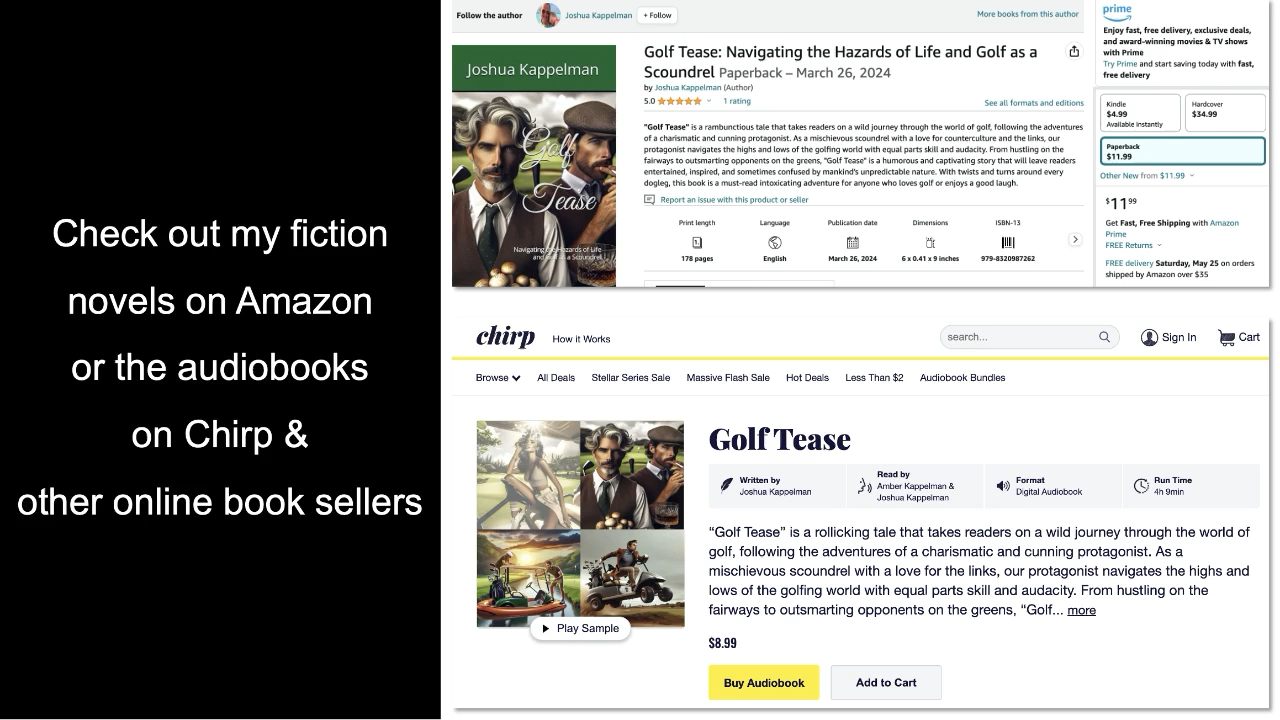 Check out my fiction
novels on Amazon
or the audiobooks
on Chirp &
other online book sellers
Follow the author
Joshua Kappelman
+ Follow
More books from this author
Joshua Kappelman
Golf
Tease
Navigating the Hazards of Life
and Golf as a Scoundrel
Golf Tease: Navigating the Hazards of Life and Golf as a
Scoundrel Paperback – March 26, 2024
by Joshua Kappelman (Author)
5.0
1 rating
See all formats and editions
"Golf Tease" is a rambunctious tale that takes readers on a wild journey through the world of golf, following the adventures
of a charismatic and cunning protagonist. As a mischievous scoundrel with a love for counterculture and the links, our
protagonist navigates the highs and lows of the golfing world with equal parts skill and audacity. From hustling on the
fairways to outsmarting opponents on the greens, "Golf Tease" is a humorous and captivating story that will leave readers
entertained, inspired, and sometimes confused by mankind's unpredictable nature. With twists and turns around every
dogleg, this book is a must-read intoxicating adventure for anyone who loves golf or enjoys a good laugh.
Report an issue with this product or seller
Print length
Language
Publication date
Dimensions
ISBN-13
178 pages
English
March 26, 2024
6 x 0.41 x 9 inches
979-8320987262
prime
Enjoy fast, free delivery, exclusive deals,
and award-winning movies & TV shows
with Prime
Try Prime and start saving today with fast,
free delivery
Kindle
$4.99
Available instantly
Hardcover
$34.99
Paperback
$11.99
Other New from $11.99
$11 99
Get Fast, Free Shipping with Amazon
Prime
FREE Returns
FREE delivery Saturday, May 25 on orders
shipped by Amazon over $35
chirp
How it Works
search...
Sign In
Cart
Browse
All Deals
Stellar Series Sale
Massive Flash Sale
Hot Deals
Less Than $2
Audiobook Bundles
Play Sample
Golf Tease
Written by
Joshua Kappelman
Read by
Amber Kappelman &
Joshua Kappelman
Format
Digital Audiobook
Run Time
4h 9min
“Golf Tease” is a rollicking tale that takes readers on a wild journey through the world of
golf, following the adventures of a charismatic and cunning protagonist. As a
mischievous scoundrel with a love for the links, our protagonist navigates the highs and
lows of the golfing world with equal parts skill and audacity. From hustling on the
fairways to outsmarting opponents on the greens, “Golf... more
$8.99
Buy Audiobook
Add to Cart